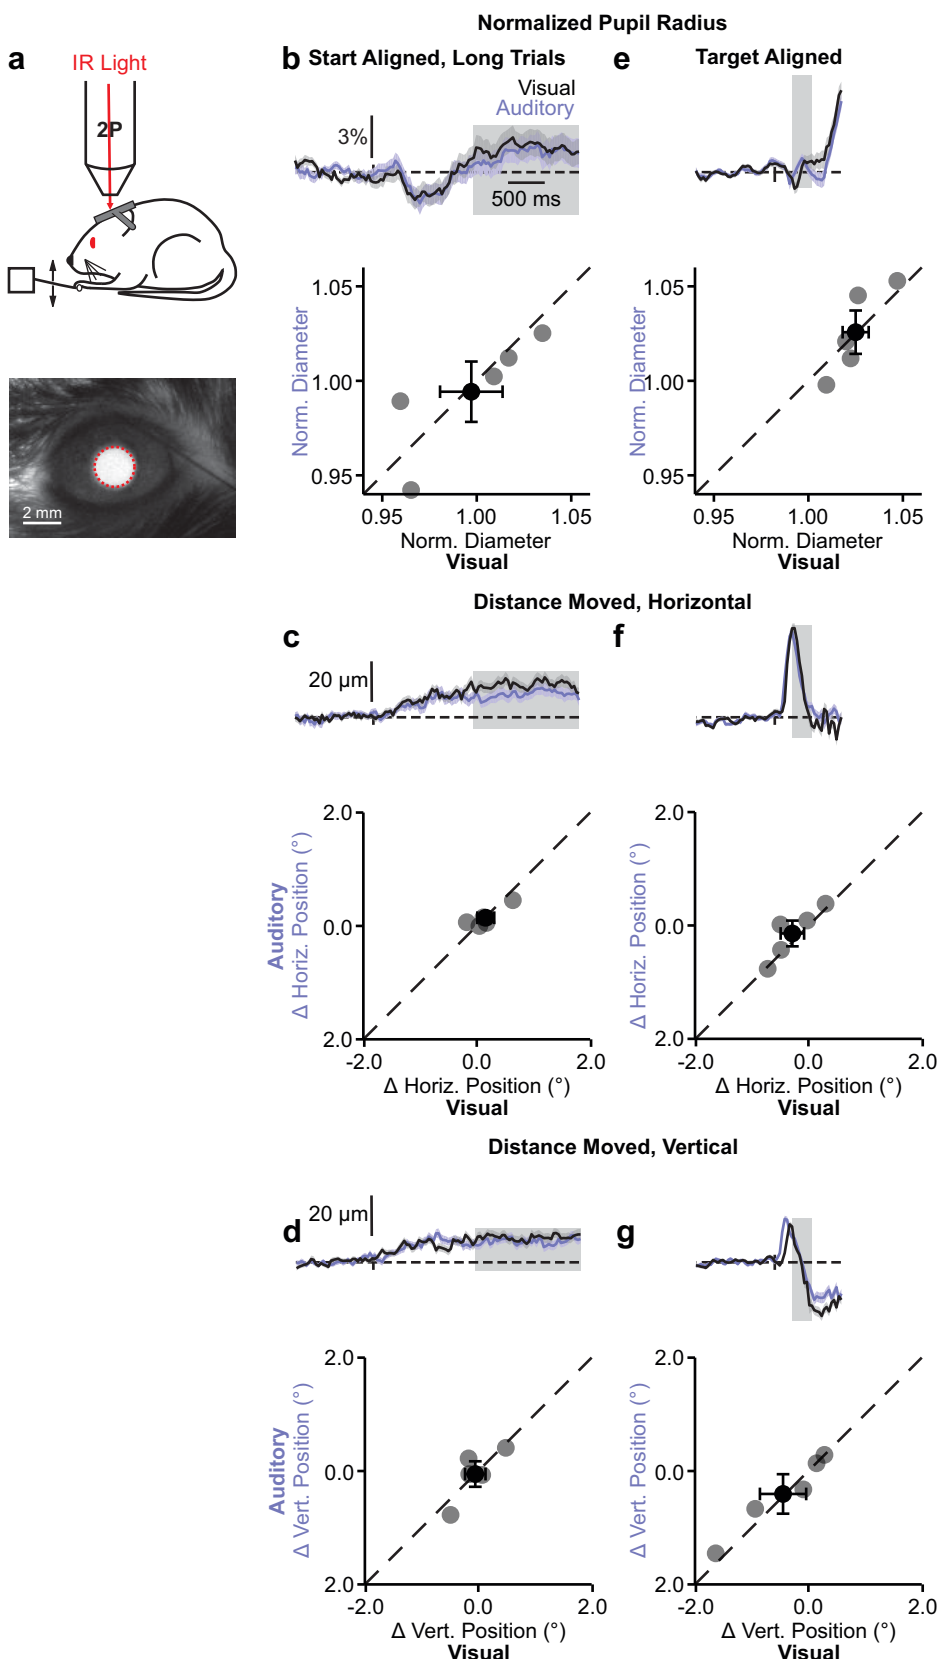 Normalized Pupil Radius
a
IR Light
2P
2 mm
b Start Aligned, Long Trials
Visual
Auditory
3%
500 ms
1.05
1.00
0.95
Norm. Diameter
0.95 1.00 1.05
Norm. Diameter
Visual
e Target Aligned
1.05
1.00
0.95
Norm. Diameter
0.95 1.00 1.05
Norm. Diameter
Visual
Distance Moved, Horizontal
c
20 µm
2.0
0.0
2.0
Auditory
Δ Horiz. Position (°)
-2.0 0.0 2.0
Δ Horiz. Position (°)
Visual
f
2.0
0.0
2.0
Δ Horiz. Position (°)
-2.0 0.0 2.0
Δ Horiz. Position (°)
Visual
Distance Moved, Vertical
d
20 µm
2.0
0.0
2.0
Auditory
Δ Vert. Position (°)
-2.0 0.0 2.0
Δ Vert. Position (°)
Visual
g
2.0
0.0
2.0
Δ Vert. Position (°)
-2.0 0.0 2.0
Δ Vert. Position (°)
Visual